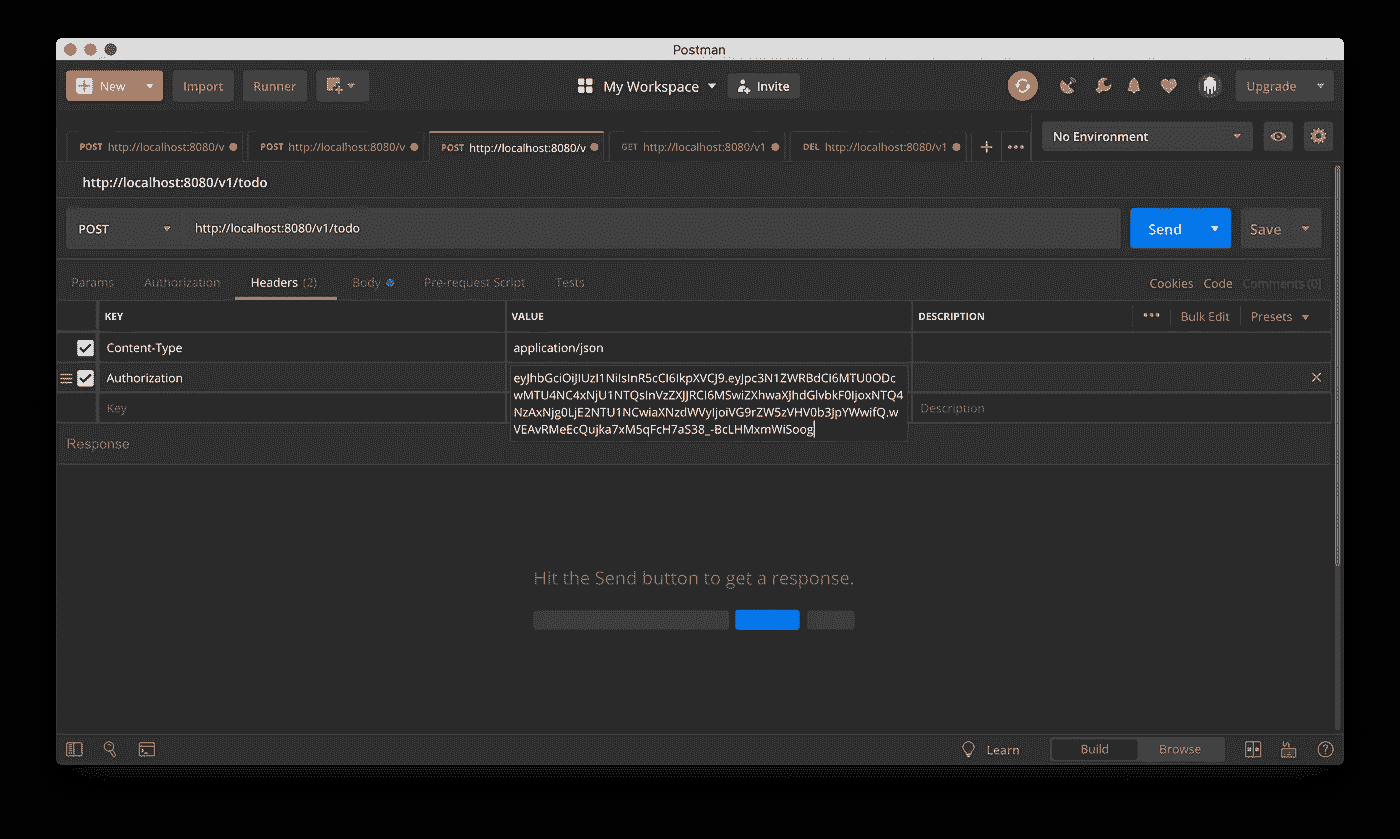 Postman
New Import Runner My Workspace Invite Upgrade
POST http://localhost:8080/v POST http://localhost:8080/v POST http://localhost:8080/v GET http://localhost:8080/v1 DEL http://localhost:8080/v1 No Environment
http://localhost:8080/v1/todo
POST http://localhost:8080/v1/todo Send Save
Params Authorization Headers (2) Body Pre-request Script Tests Cookies Code Comments (0)
KEY VALUE DESCRIPTION Bulk Edit Presets
Content-Type application/json
Authorization eyJhbGciOiJIUzI1NiIsInR5cCI6IkpXVCJ9.eyJpc3N1ZWRBdCI6MTU0ODc
wMTU4NC4xNjU1NTQsInVzZXJJRCI6MSwiZXhwaXJhdGlvbkF0IjoxNTQ4
Key NzAxNjg0LjE2NTU1NCwiaXNzdWVyIjoiVG9rZW5zVHV0b3JpYWwifQ.w Description
VEAvRMeEcQujka7xM5qFcH7aS38_-BcLHMxmWiSoog
Response
Hit the Send button to get a response.
Learn Build Browse